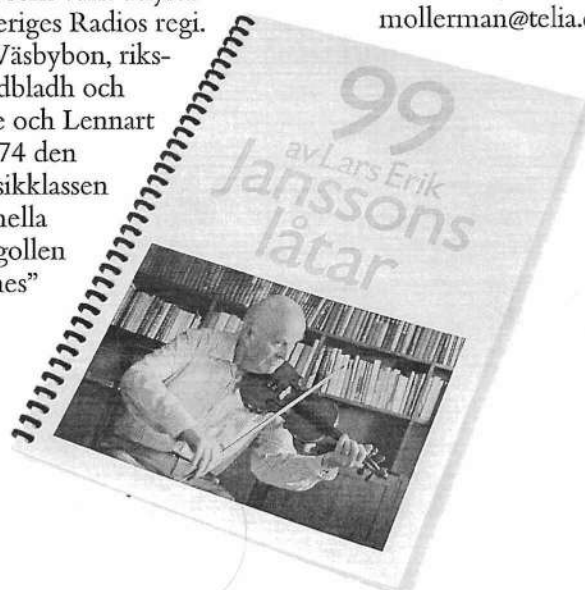 veriges Radios regi.
Väsbybon, riks-
dbladh och
e och Lennart
74 den
sikklassen
nella
gollen
nes”
mollerman@telia.
99
av Lars Erik
Janssons
låtar